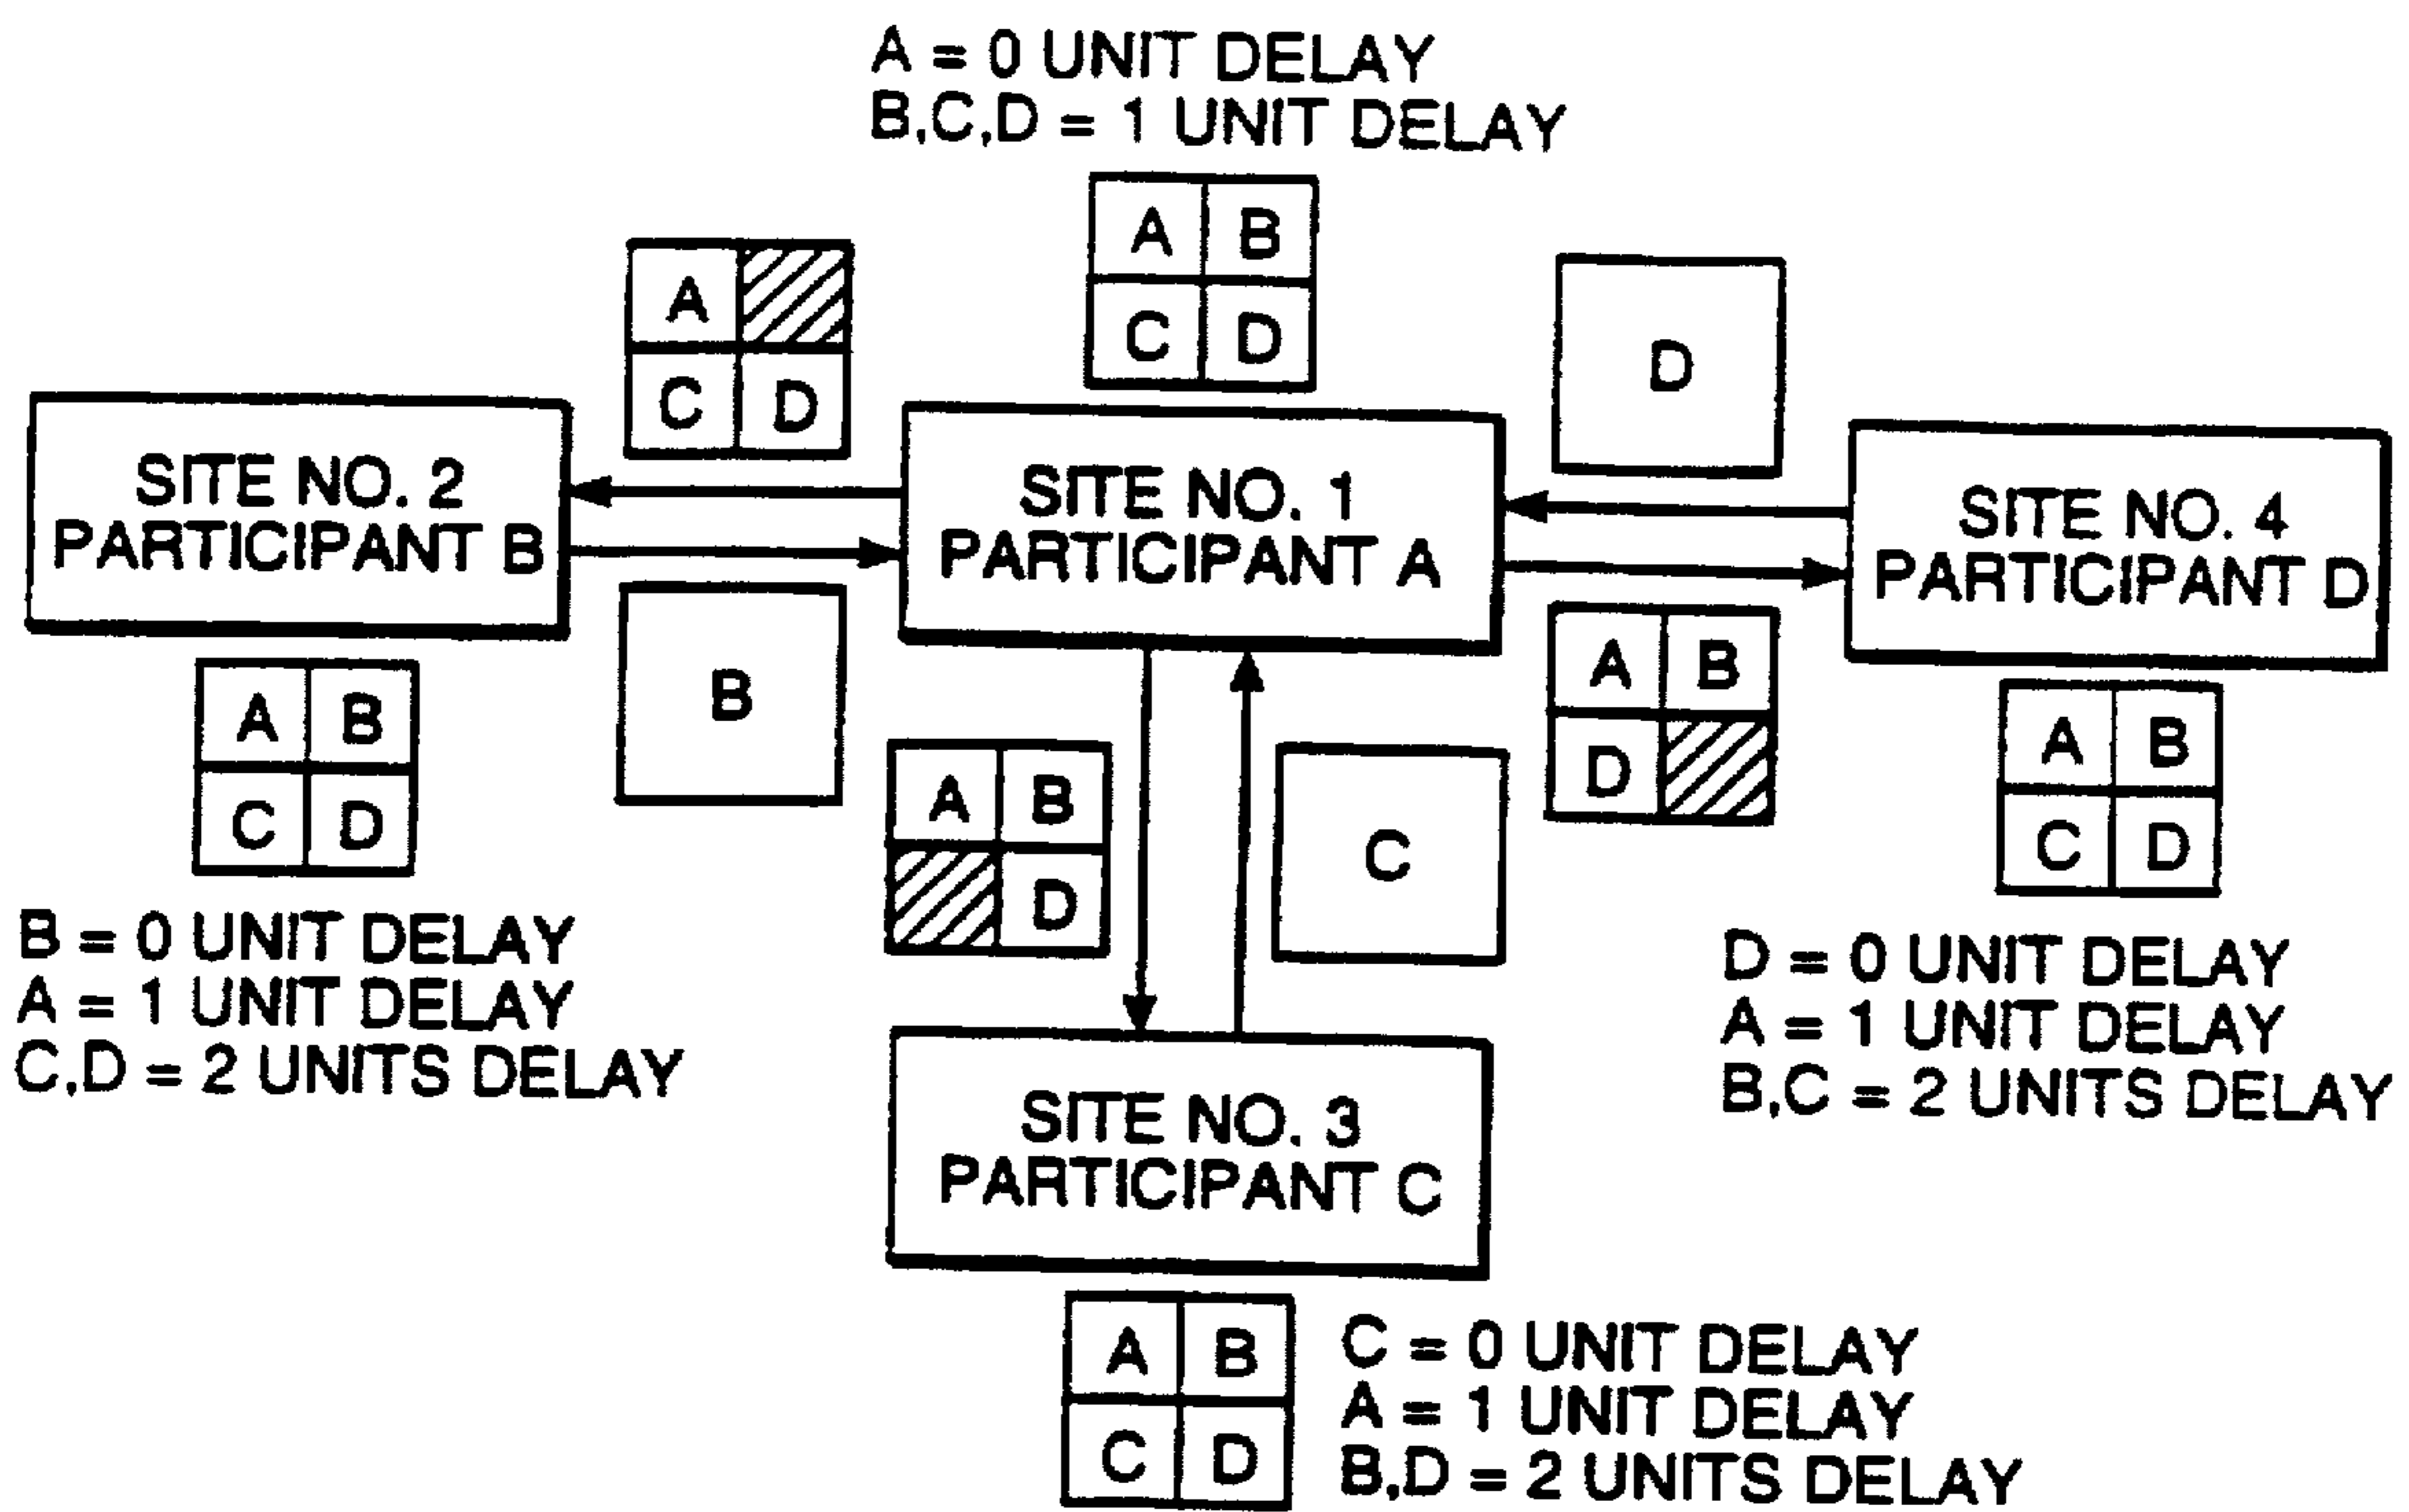 A = 0 UNIT DELAY
B,C,D = 1 UNIT DELAY
A B
C D
A
C D
D
SITE NO. 2
PARTICIPANT B
SITE NO. 1
PARTICIPANT A
SITE NO. 4
PARTICIPANT D
A B
C D
B
A B
D
C
A B
D
A B
C D
B = 0 UNIT DELAY
A = 1 UNIT DELAY
C,D = 2 UNITS DELAY
D = 0 UNIT DELAY
A = 1 UNIT DELAY
B,C = 2 UNITS DELAY
SITE NO. 3
PARTICIPANT C
A B
C D
C = 0 UNIT DELAY
A = 1 UNIT DELAY
B,D = 2 UNITS DELAY